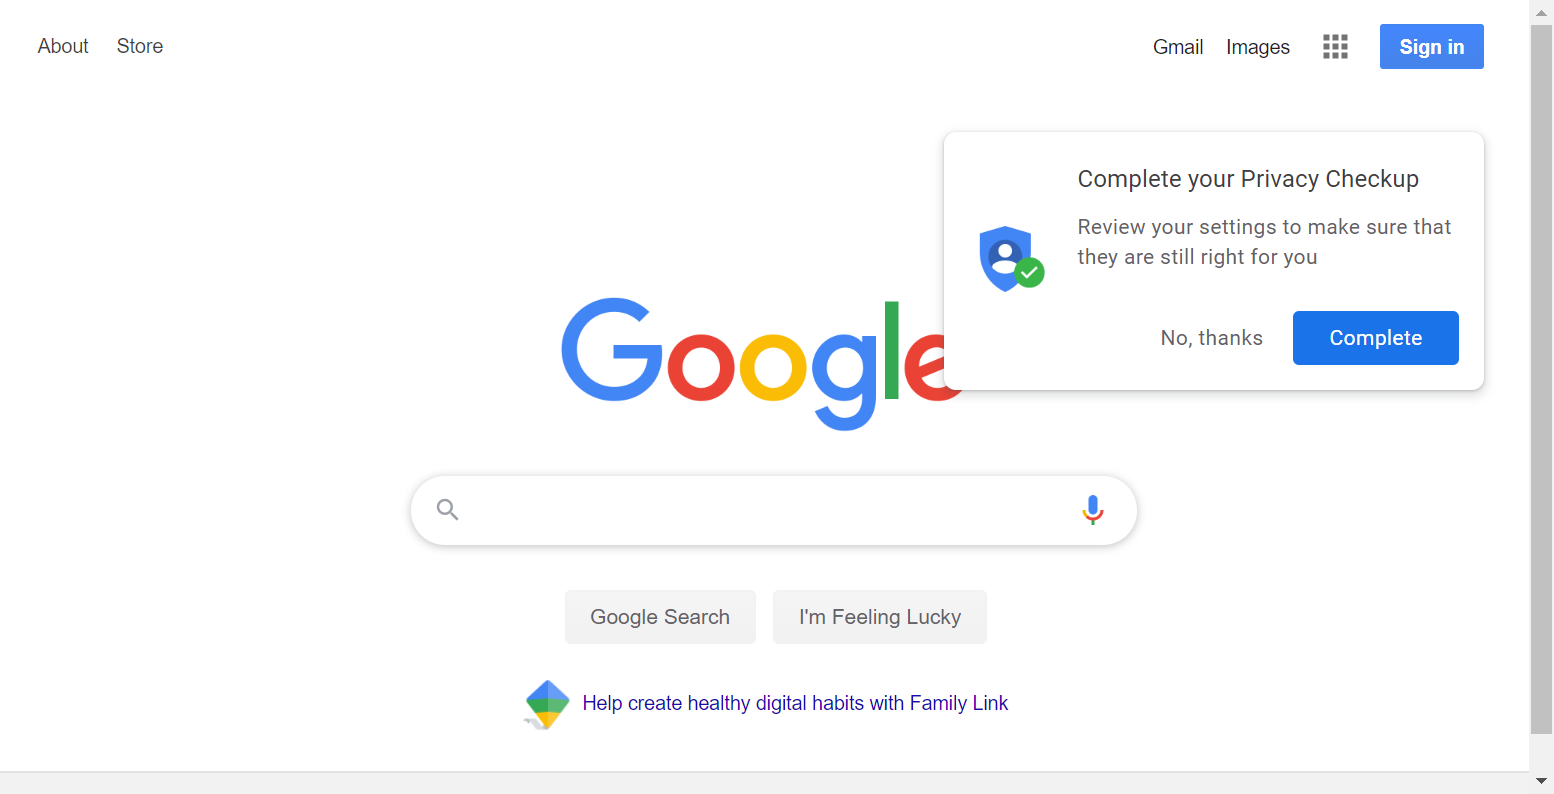 About Store
Gmail Images Sign in
Complete your Privacy Checkup
Review your settings to make sure that
they are still right for you
No, thanks Complete
Google
Google Search I'm Feeling Lucky
Help create healthy digital habits with Family Link